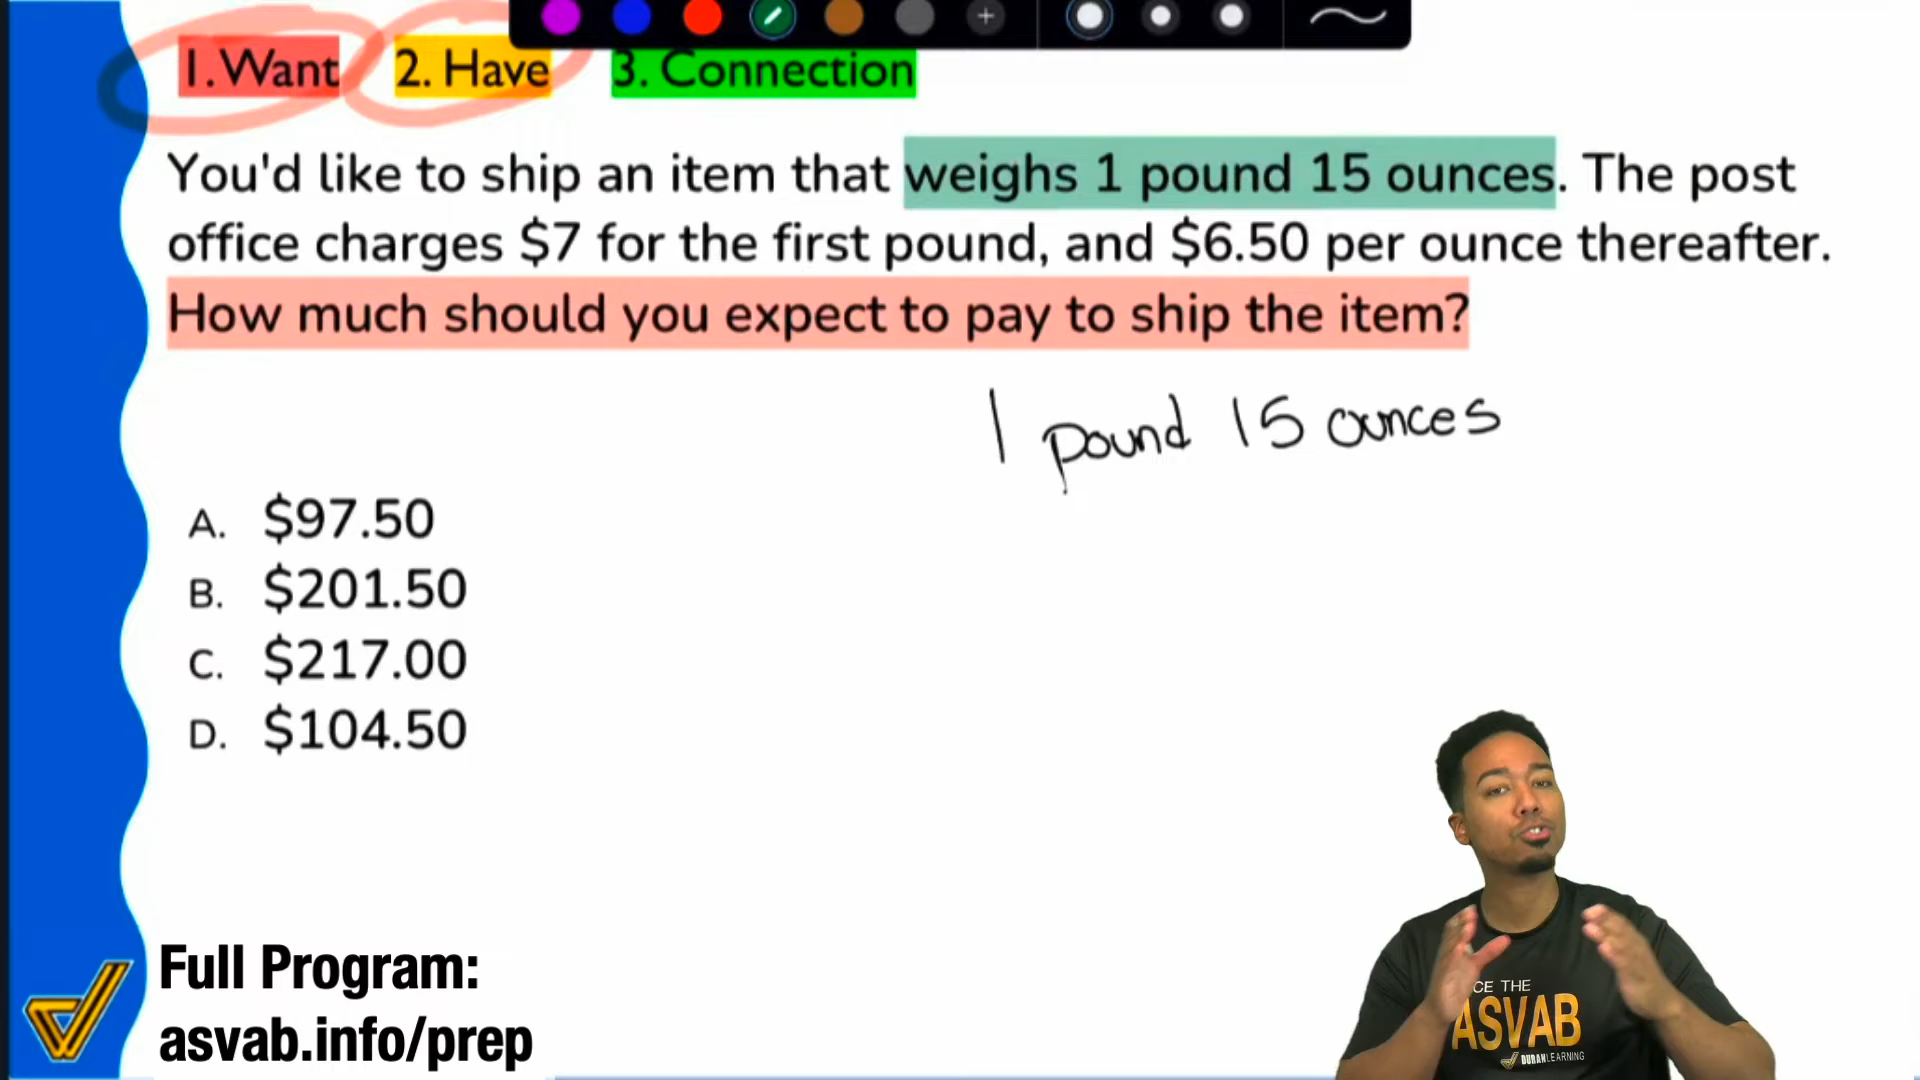 1. Want 2. Have 3. Connection
You'd like to ship an item that weighs 1 pound 15 ounces. The post
office charges $7 for the first pound, and $6.50 per ounce thereafter.
How much should you expect to pay to ship the item?
1 pound 15 ounces
A. $97.50
B. $201.50
C. $217.00
D. $104.50
Full Program:
asvab.info/prep
CE THE
ASVAB
DURANLEARNING